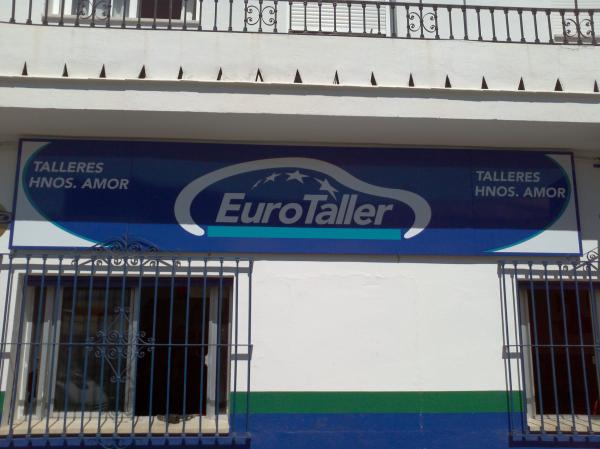 TALLERES
HNOS. AMOR
EuroTaller
TALLERES
HNOS. AMOR